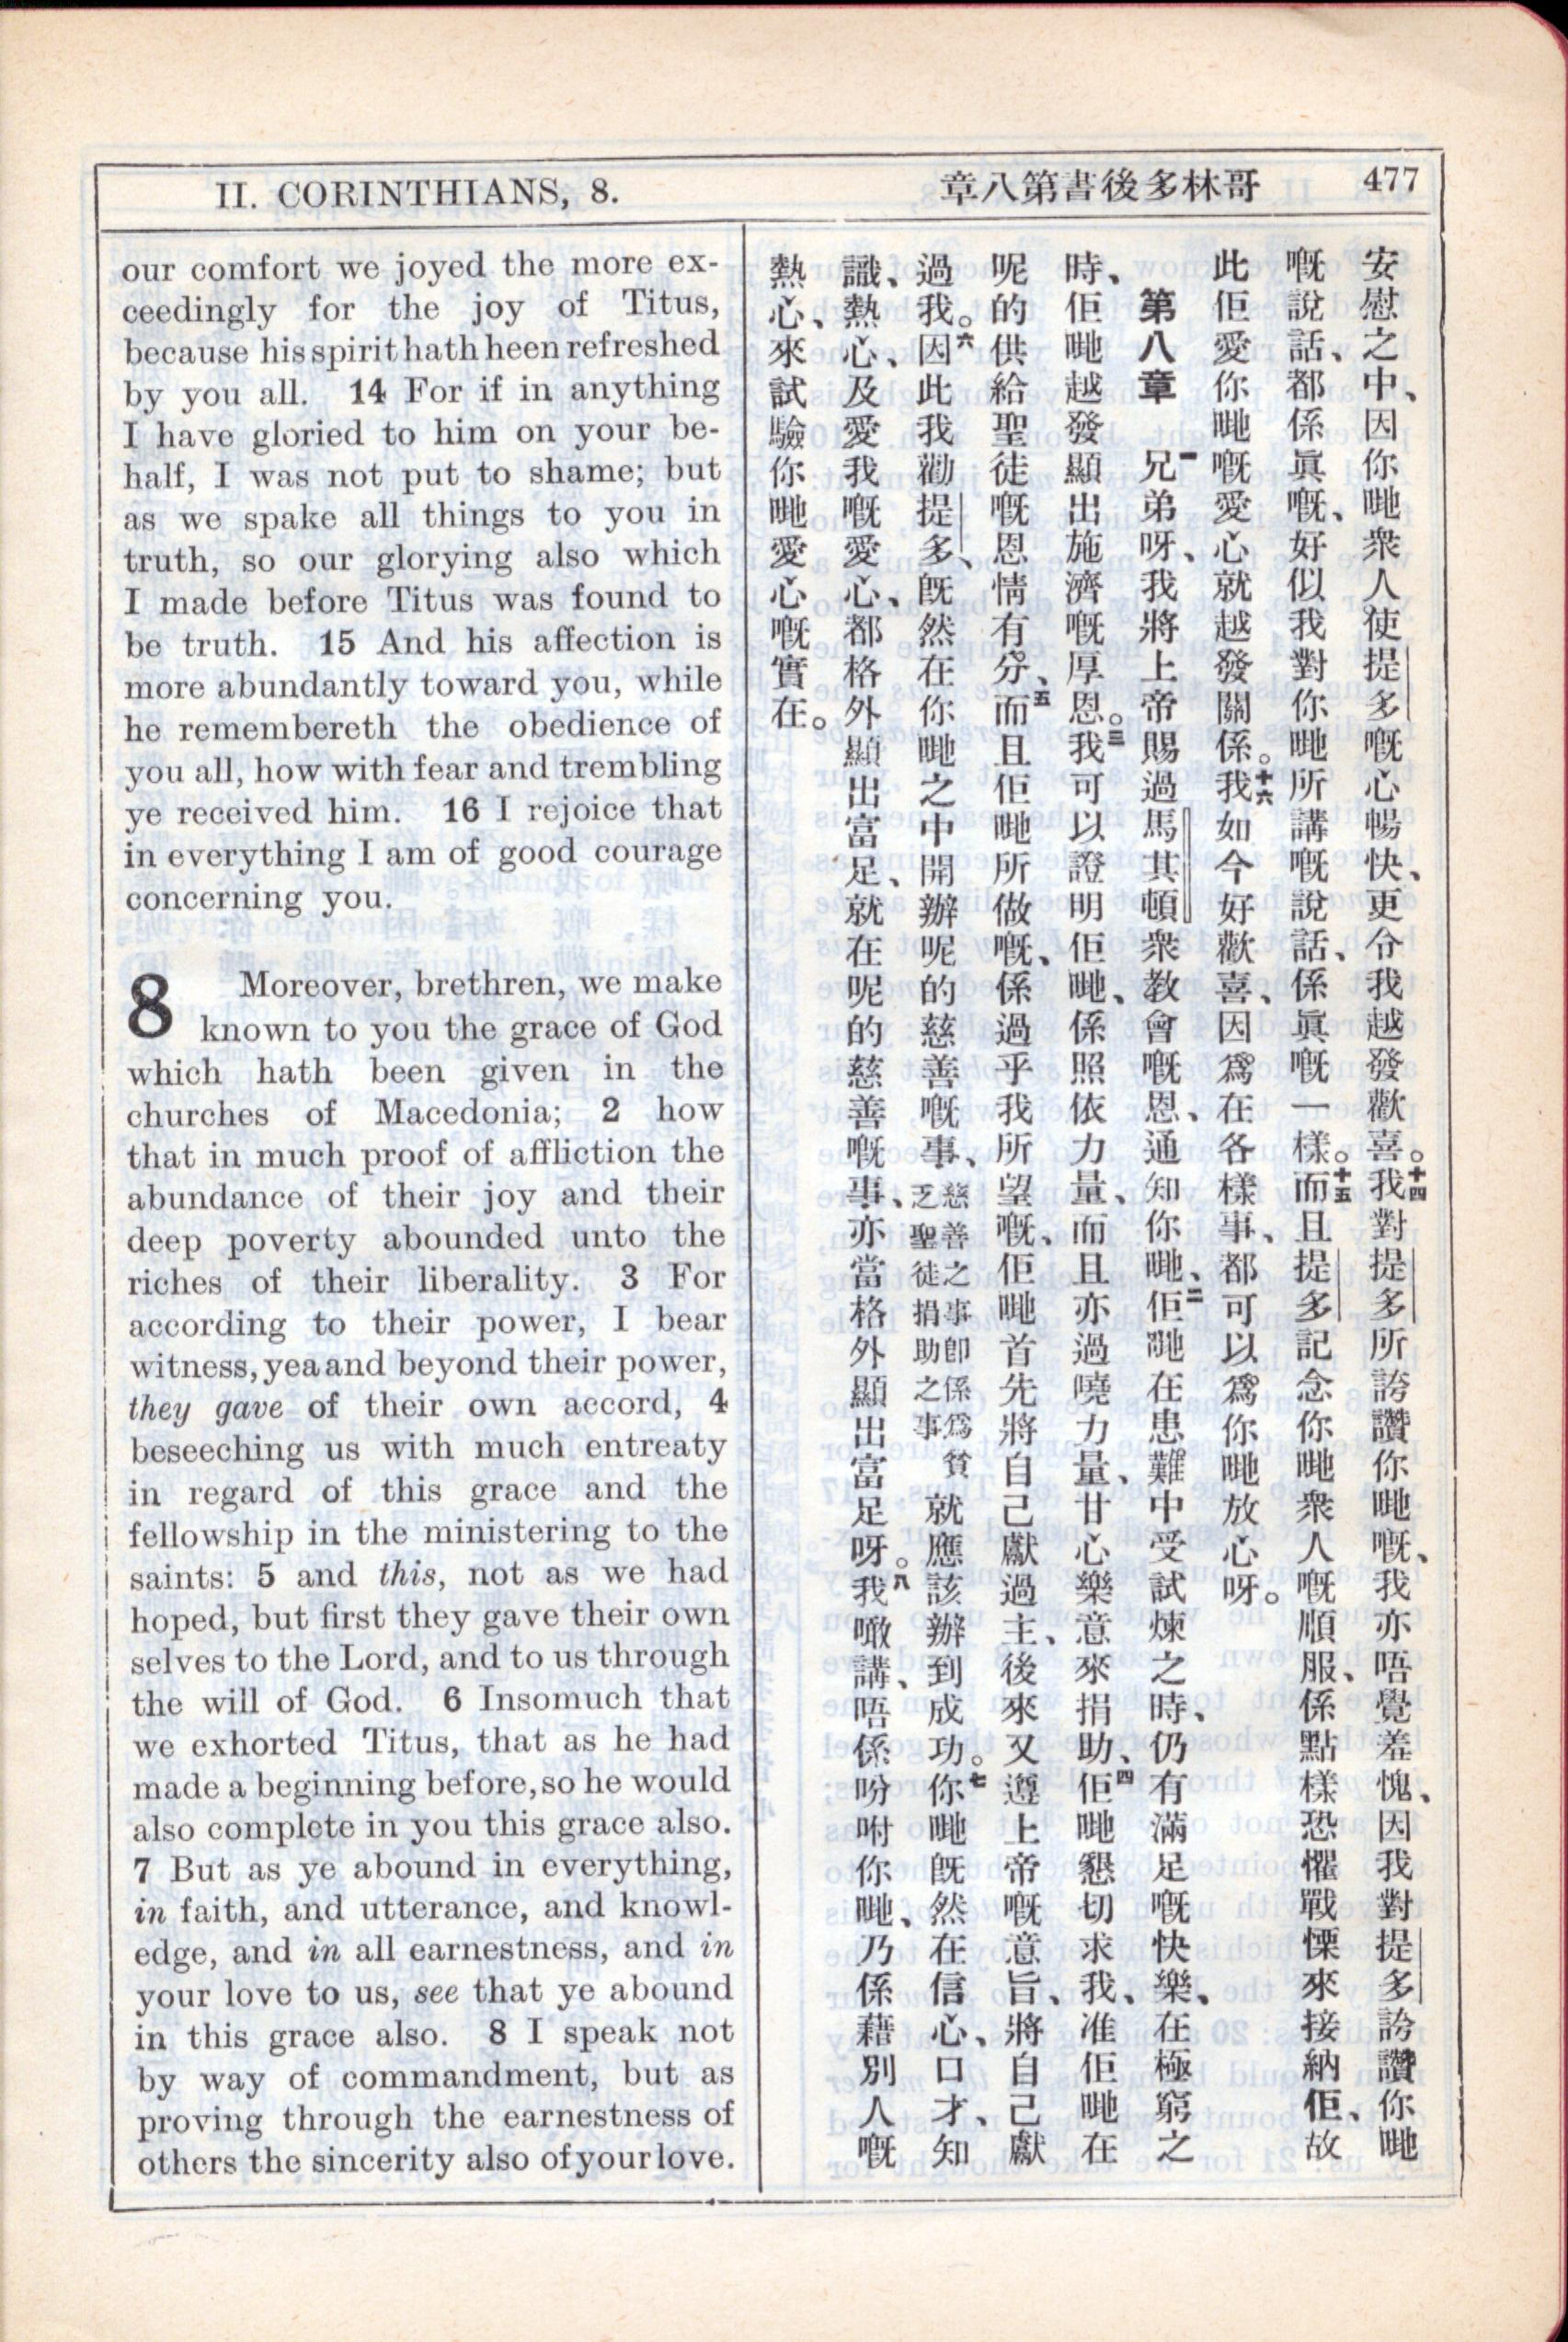 II. CORINTHIANS, 8.
章八第書後多林哥
477
our comfort we joyed the more ex-
ceedingly for the joy of Titus,
because his spirit hath heen refreshed
by you all. 14 For if in anything
I have gloried to him on your be-
half, I was not put to shame; but
as we spake all things to you in
truth, so our glorying also which
I made before Titus was found to
be truth. 15 And his affection is
more abundantly toward you, while
he remembereth the obedience of
you all, how with fear and trembling
ye received him. 16 I rejoice that
in everything I am of good courage
concerning you.
8 Moreover, brethren, we make
known to you the grace of God
which hath been given in the
churches of Macedonia; 2 how
that in much proof of affliction the
abundance of their joy and their
deep poverty abounded unto the
riches of their liberality. 3 For
according to their power, I bear
witness, yea and beyond their power,
they gave of their own accord, 4
beseeching us with much entreaty
in regard of this grace and the
fellowship in the ministering to the
saints: 5 and this, not as we had
hoped, but first they gave their own
selves to the Lord, and to us through
the will of God. 6 Insomuch that
we exhorted Titus, that as he had
made a beginning before, so he would
also complete in you this grace also.
7 But as ye abound in everything,
in faith, and utterance, and knowl-
edge, and in all earnestness, and in
your love to us, see that ye abound
in this grace also. 8 I speak not
by way of commandment, but as
proving through the earnestness of
others the sincerity also of your love.
安慰之中、因你哋衆人使提多嘅心暢快、更令我越發歡喜。十四我對提多所誇讚你哋嘅、我亦唔覺羞愧、因我對提多誇讚你哋
嘅說話、都係眞嘅、好似我對你哋所講嘅說話、係眞嘅一樣。十五而且提多記念你哋衆人嘅順服、係點樣恐懼戰慄來接納佢、故
此佢愛你哋嘅愛心就越發關係。十六我如今好歡喜、因爲在各樣事、都可以爲你哋放心呀。
第八章 一兄弟呀、我將上帝賜過馬其頓衆教會嘅恩、通知你哋、二佢哋在患難中受試煉之時、仍有滿足嘅快樂、在極窮之
時、佢哋越發顯出施濟嘅厚恩。三我可以證明佢哋、係照依力量、而且亦過嘵力量、甘心樂意來捐助、四佢哋懇切求我、准佢哋在
呢的供給聖徒嘅恩情有分、五而且佢哋所做嘅、係過乎我所望嘅、佢哋首先將自己獻過主、後來又遵上帝嘅意旨、將自己獻
過我。六因此我勸提多、旣然在你哋之中開辦呢的慈善嘅事、慈善之事卽係爲貧乏聖徒捐助之事就應該辦到成功。七你哋旣然在信心、口才、知
識、熱心、及愛我嘅愛心、都格外顯出富足、就在呢的慈善嘅事、亦當格外顯出富足呀。八我噉講、唔係吩咐你哋、乃係藉別人嘅
熱心、來試驗你哋愛心嘅實在。